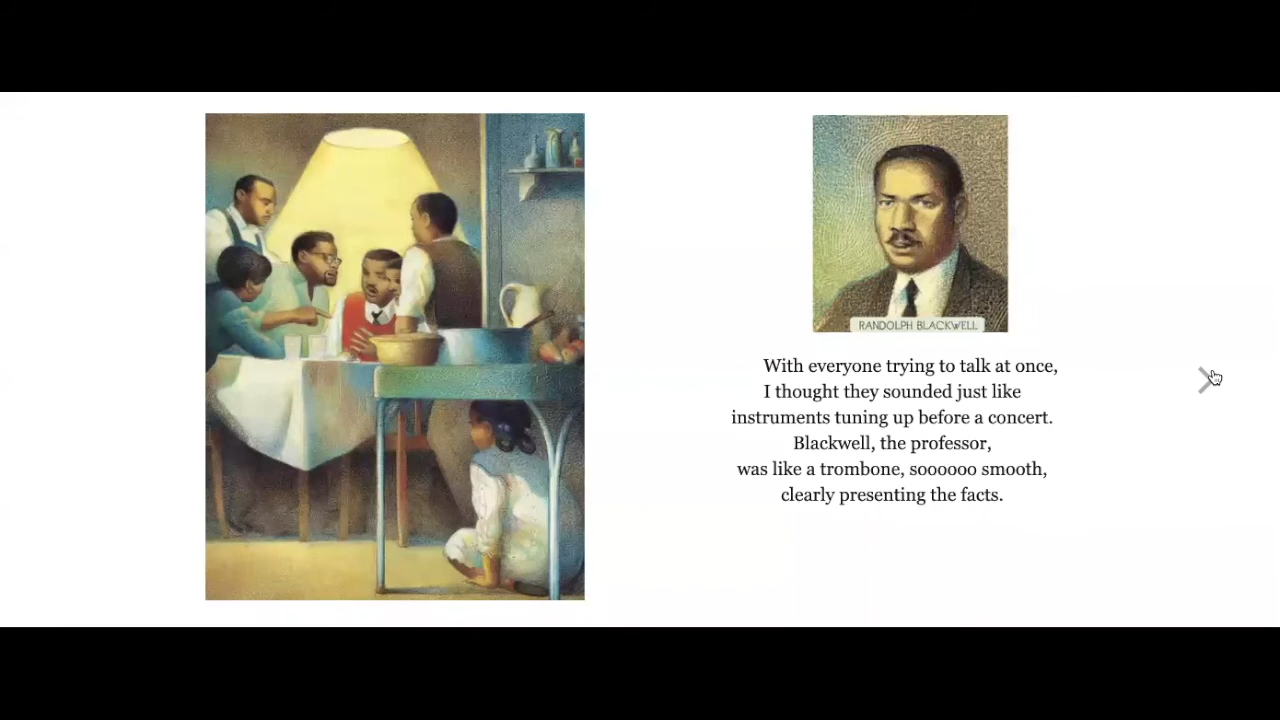 RANDOLPH BLACKWELL
With everyone trying to talk at once,
I thought they sounded just like
instruments tuning up before a concert.
Blackwell, the professor,
was like a trombone, soooooo smooth,
clearly presenting the facts.